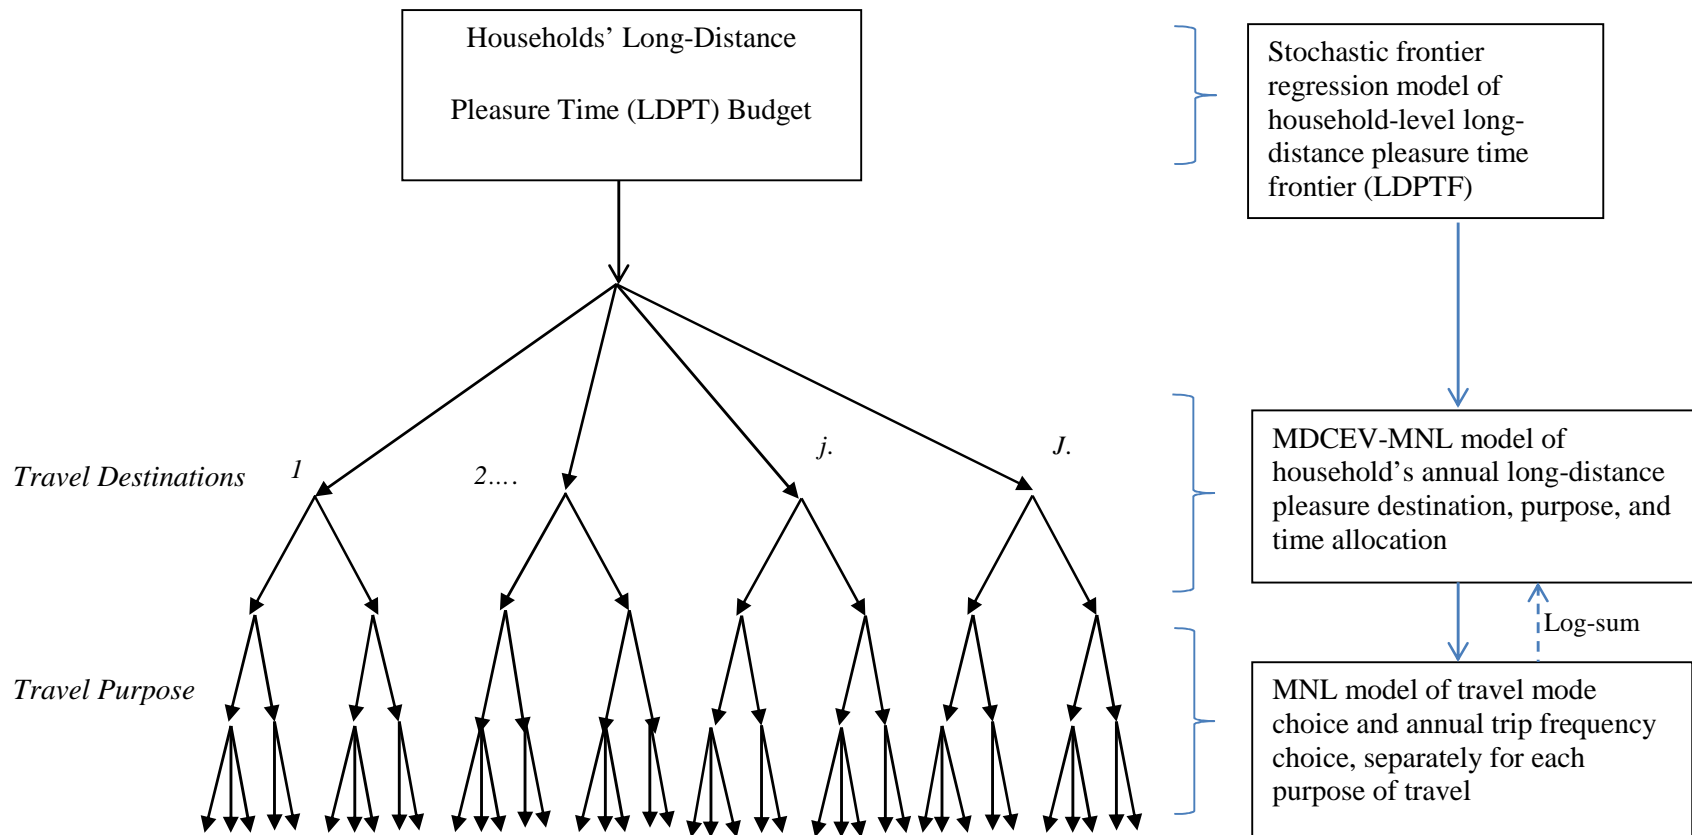 Households’ Long-Distance
Pleasure Time (LDPT) Budget
Stochastic frontier
regression model of
household-level long-
distance pleasure time
frontier (LDPTF)
Travel Destinations
1
2....
j.
J.
MDCEV-MNL model of
household’s annual long-distance
pleasure destination, purpose, and
time allocation
Log-sum
Travel Purpose
MNL model of travel mode
choice and annual trip frequency
choice, separately for each
purpose of travel